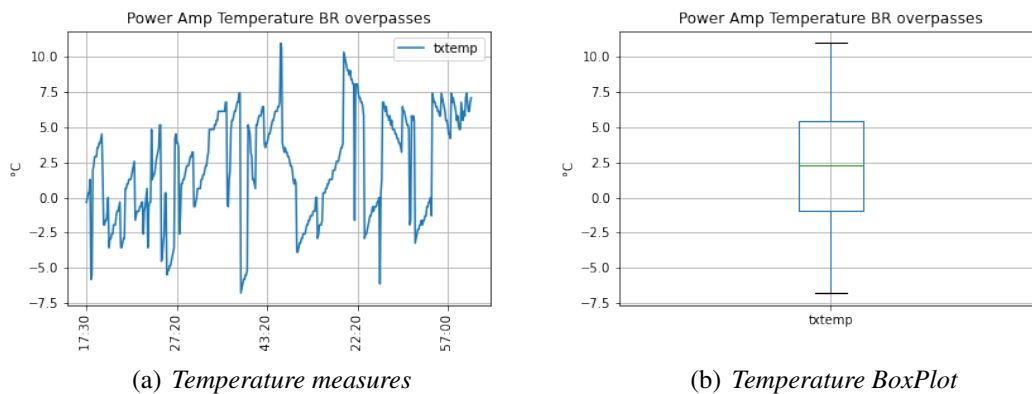 Power Amp Temperature BR overpasses
txtemp
°C
10.0
7.5
5.0
2.5
0.0
−2.5
−5.0
−7.5
17:30
27:20
43:20
22:20
57:00
(a) Temperature measures
Power Amp Temperature BR overpasses
°C
10.0
7.5
5.0
2.5
0.0
−2.5
−5.0
−7.5
txtemp
(b) Temperature BoxPlot